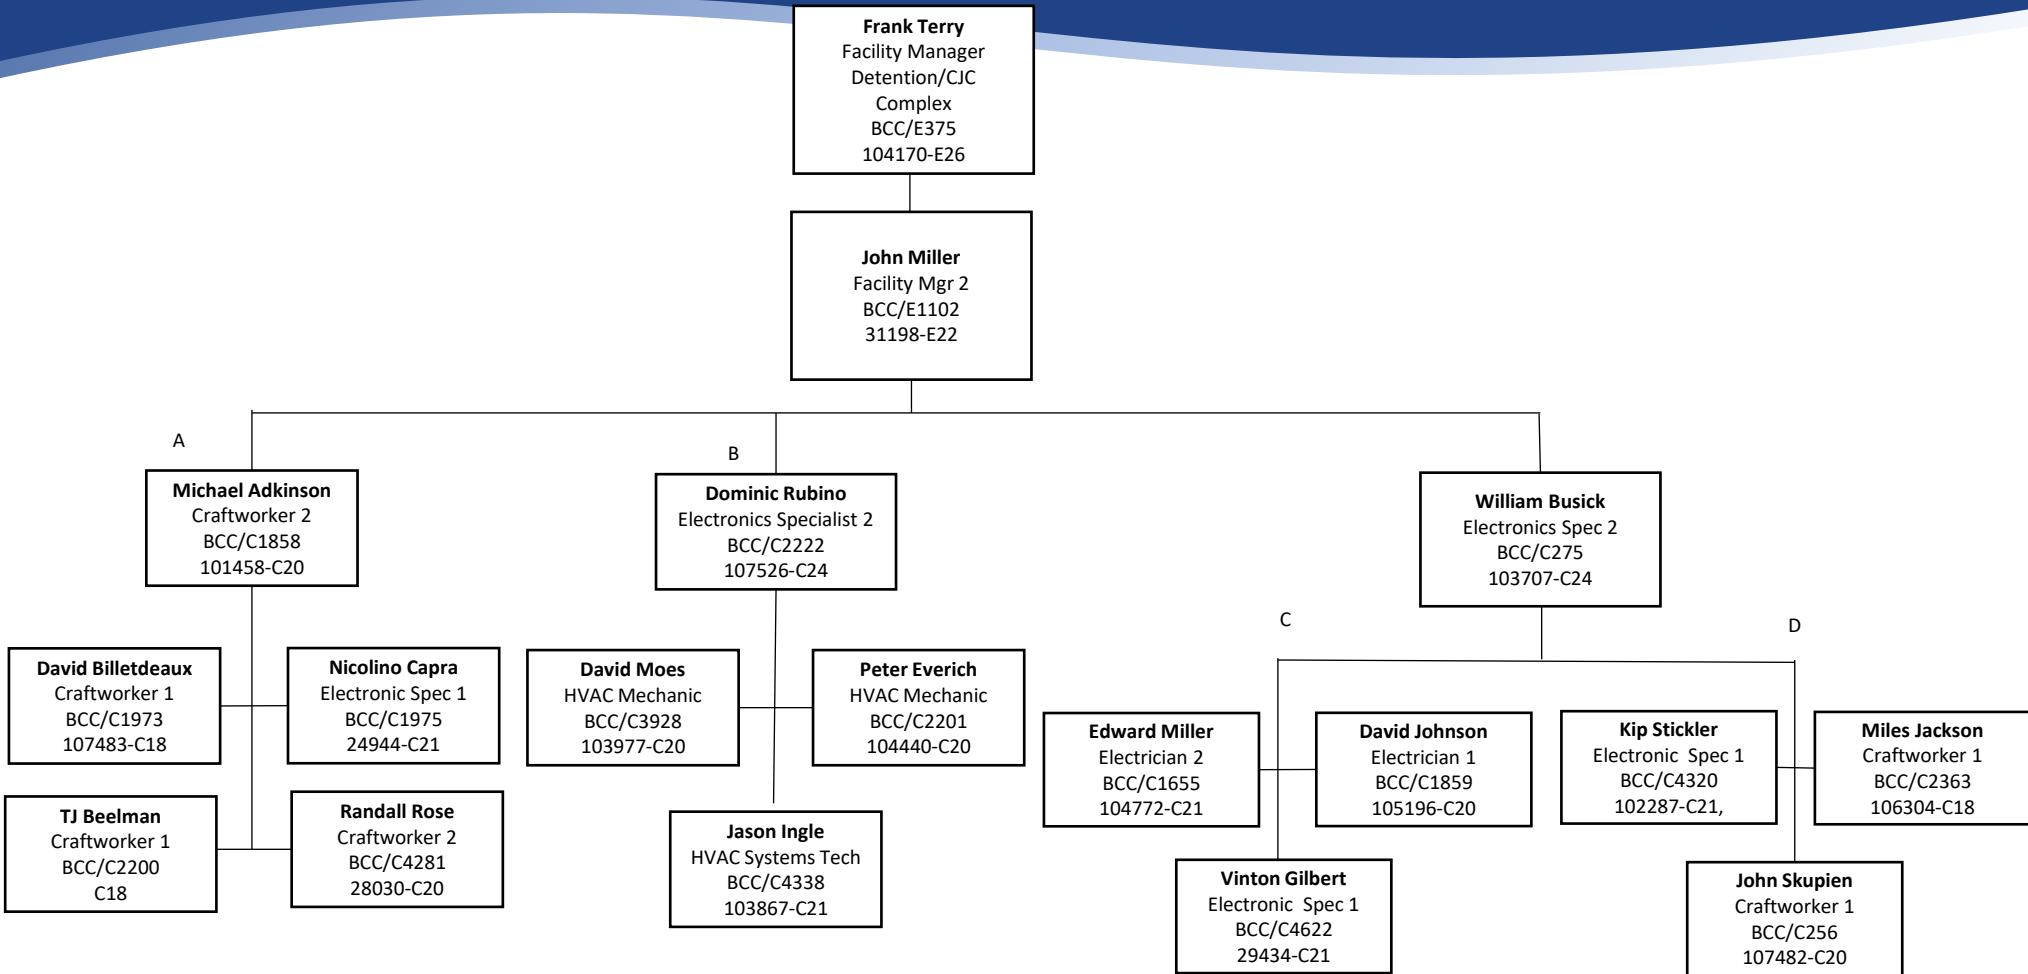 Frank Terry
Facility Manager
Detention/CJC
Complex
BCC/E375
104170-E26
John Miller
Facility Mgr 2
BCC/E1102
31198-E22
A
Michael Adkinson
Craftworker 2
BCC/C1858
101458-C20
B
Dominic Rubino
Electronics Specialist 2
BCC/C2222
107526-C24
William Busick
Electronics Spec 2
BCC/C275
103707-C24
David Billetdeaux
Craftworker 1
BCC/C1973
107483-C18
Nicolino Capra
Electronic Spec 1
BCC/C1975
24944-C21
TJ Beelman
Craftworker 1
BCC/C2200
C18
Randall Rose
Craftworker 2
BCC/C4281
28030-C20
David Moes
HVAC Mechanic
BCC/C3928
103977-C20
Peter Everich
HVAC Mechanic
BCC/C2201
104440-C20
Jason Ingle
HVAC Systems Tech
BCC/C4338
103867-C21
C
Edward Miller
Electrician 2
BCC/C1655
104772-C21
David Johnson
Electrician 1
BCC/C1859
105196-C20
Vinton Gilbert
Electronic  Spec 1
BCC/C4622
29434-C21
D
Kip Stickler
Electronic  Spec 1
BCC/C4320
102287-C21,
Miles Jackson
Craftworker 1
BCC/C2363
106304-C18
John Skupien
Craftworker 1
BCC/C256
107482-C20